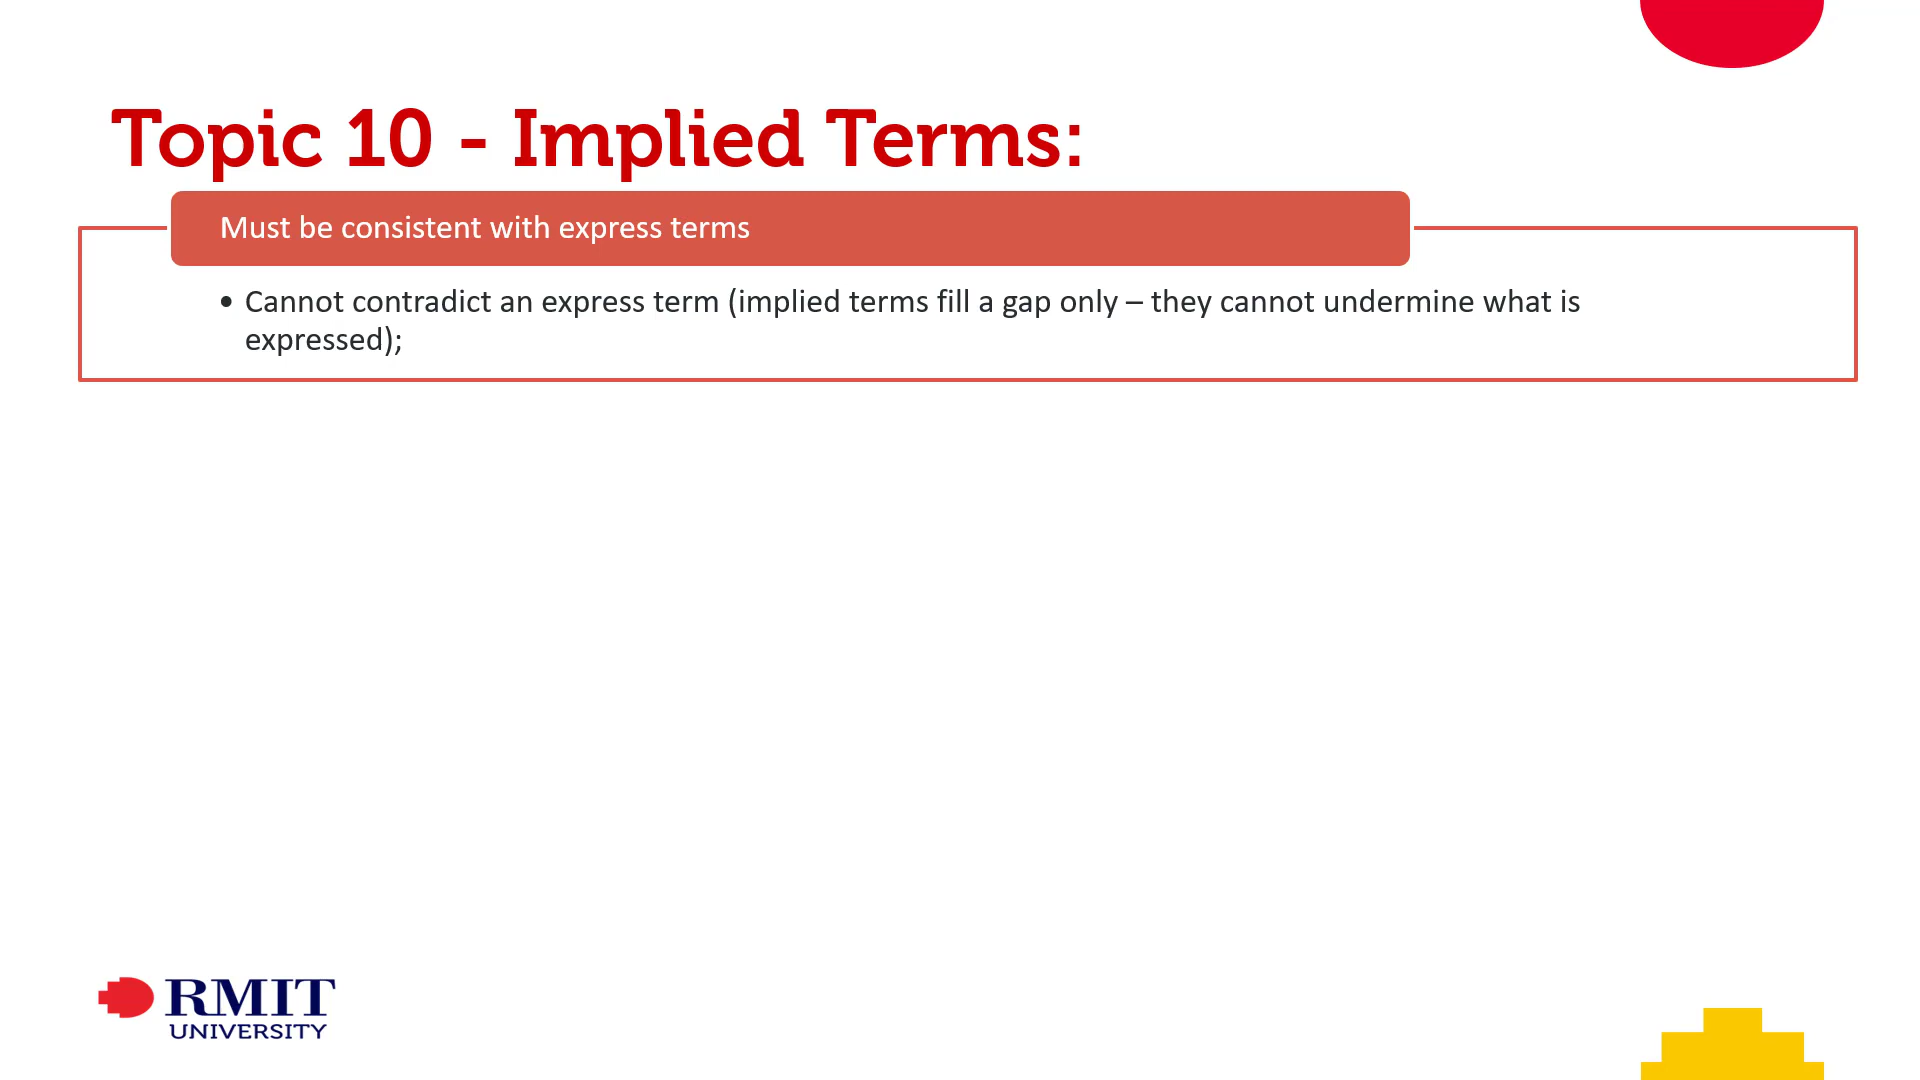 Topic 10 - Implied Terms:
Must be consistent with express terms
• Cannot contradict an express term (implied terms fill a gap only – they cannot undermine what is
expressed);
RMIT
UNIVERSITY